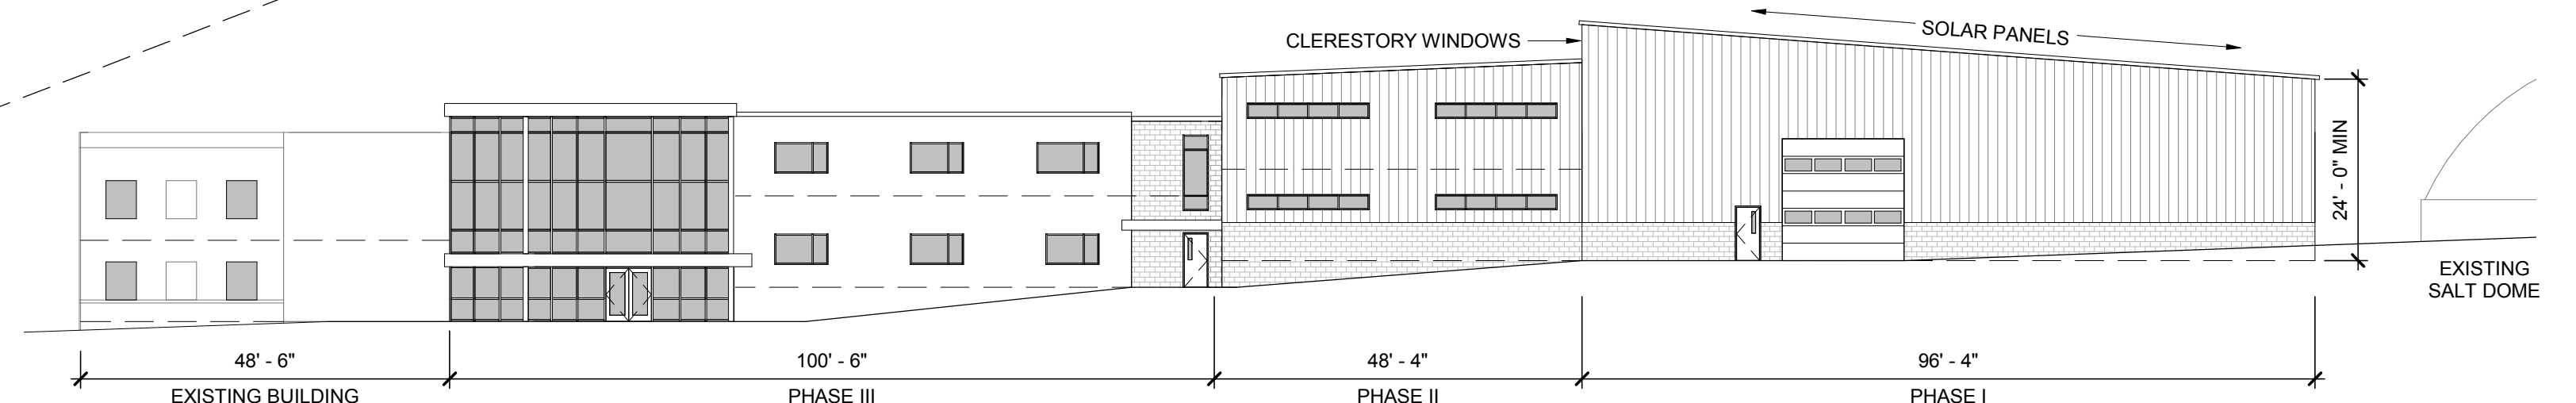 SOLAR PANELS
CLERESTORY WINDOWS
24' - 0" MIN
EXISTING
SALT DOME
48' - 6"
100' - 6"
48' - 4"
96' - 4"
EXISTING BUILDING
PHASE III
PHASE II
PHASE I